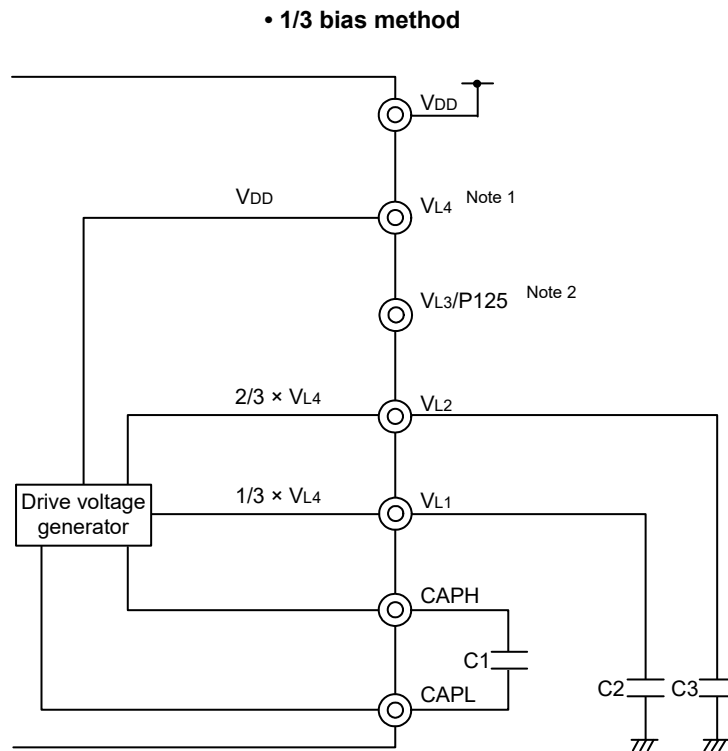 • 1/3 bias method
VDD
VDD
VL4 Note 1
VL3/P125 Note 2
2/3 × VL4
VL2
Drive voltage
generator
1/3 × VL4
VL1
CAPH
C1
CAPL
C2
C3